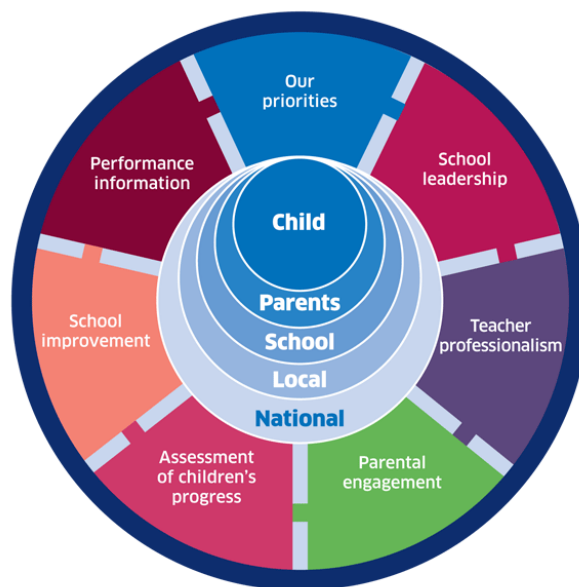 Our
priorities
School
leadership
Teacher
professionalism
Parental
engagement
Assessment
of children's
progress
School
improvement
Performance
information
Child
Parents
School
Local
National